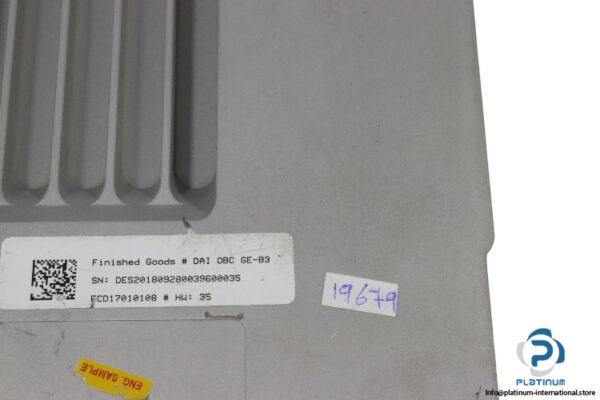 Finished Goods # DAI OBC GE-B3
SN: DES201809280039600035
ECD17010108 # HW: 35
19679
ENG. SAMPLE
PLATINUM
Info@platinum-international.store